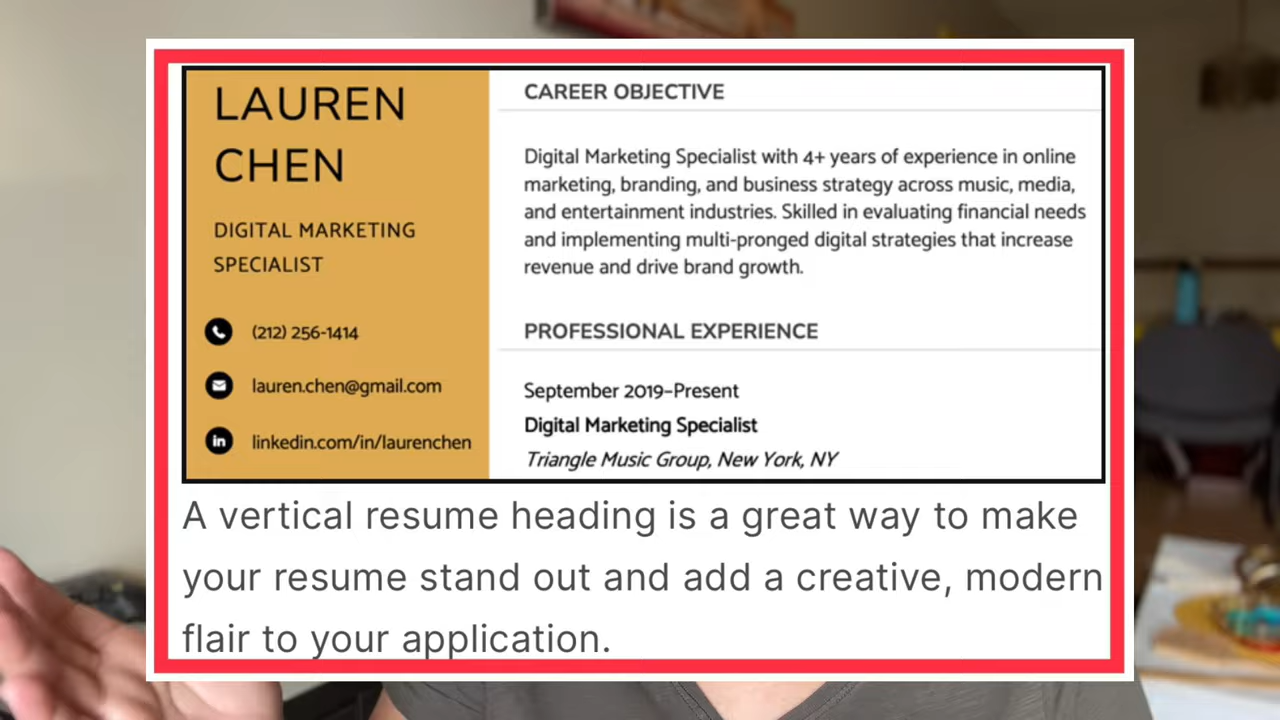 LAUREN
CHEN
DIGITAL MARKETING
SPECIALIST
(212) 256-1414
lauren.chen@gmail.com
in
linkedin.com/in/laurenchen
CAREER OBJECTIVE
Digital Marketing Specialist with 4+ years of experience in online
marketing, branding, and business strategy across music, media,
and entertainment industries. Skilled in evaluating financial needs
and implementing multi-pronged digital strategies that increase
revenue and drive brand growth.
PROFESSIONAL EXPERIENCE
September 2019–Present
Digital Marketing Specialist
Triangle Music Group, New York, NY
A vertical resume heading is a great way to make
your resume stand out and add a creative, modern
flair to your application.